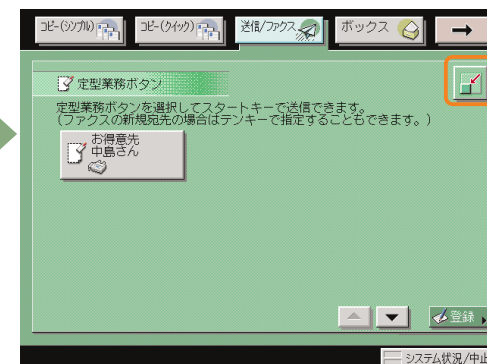 コピー(シンプル)
コピー(クイック)
送信/ファクス
ボックス
定型業務ボタン
定型業務ボタンを選択してスタートキーで送信できます。
(ファクスの新規宛先の場合はテンキーで指定することもできます。)
お得意先
中島さん
登録
システム状況/中止